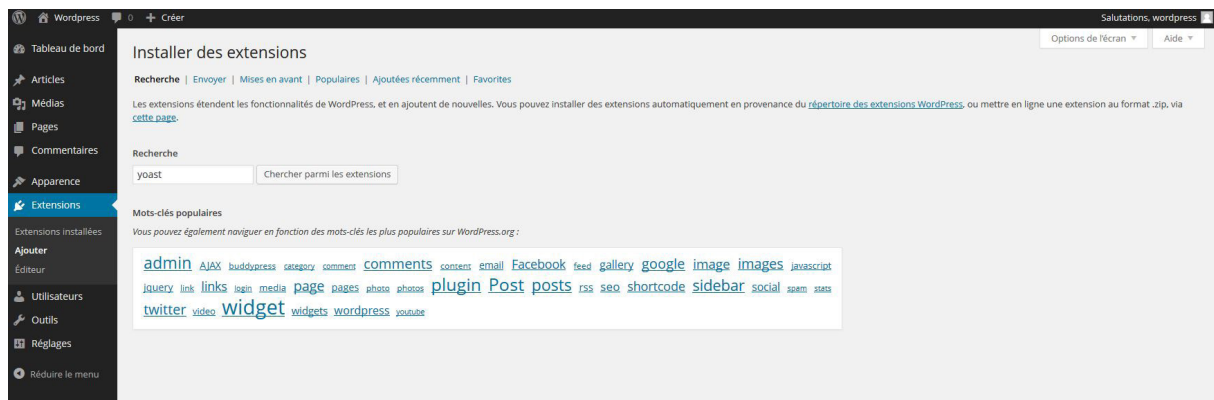 Wordpress 0 + Créer Salutations, wordpress
Options de l'écran Aide
Tableau de bord
Articles
Médias
Pages
Commentaires
Apparence
Extensions
Extensions installées
Ajouter
Éditeur
Utilisateurs
Outils
Réglages
Réduire le menu
Installer des extensions
Recherche | Envoyer | Mises en avant | Populaires | Ajoutées récemment | Favorites
Les extensions étendent les fonctionnalités de WordPress, et en ajoutent de nouvelles. Vous pouvez installer des extensions automatiquement en provenance du répertoire des extensions WordPress, ou mettre en ligne une extension au format .zip, via
cette page.
Recherche
yoast Chercher parmi les extensions
Mots-clés populaires
Vous pouvez également naviguer en fonction des mots-clés les plus populaires sur WordPress.org :
admin AJAX buddypress category comment comments content email Facebook feed gallery google image images javascript
jquery link links login media page pages photo photos plugin Post posts rss seo shortcode sidebar social spam stats
twitter video widget widgets wordpress youtube